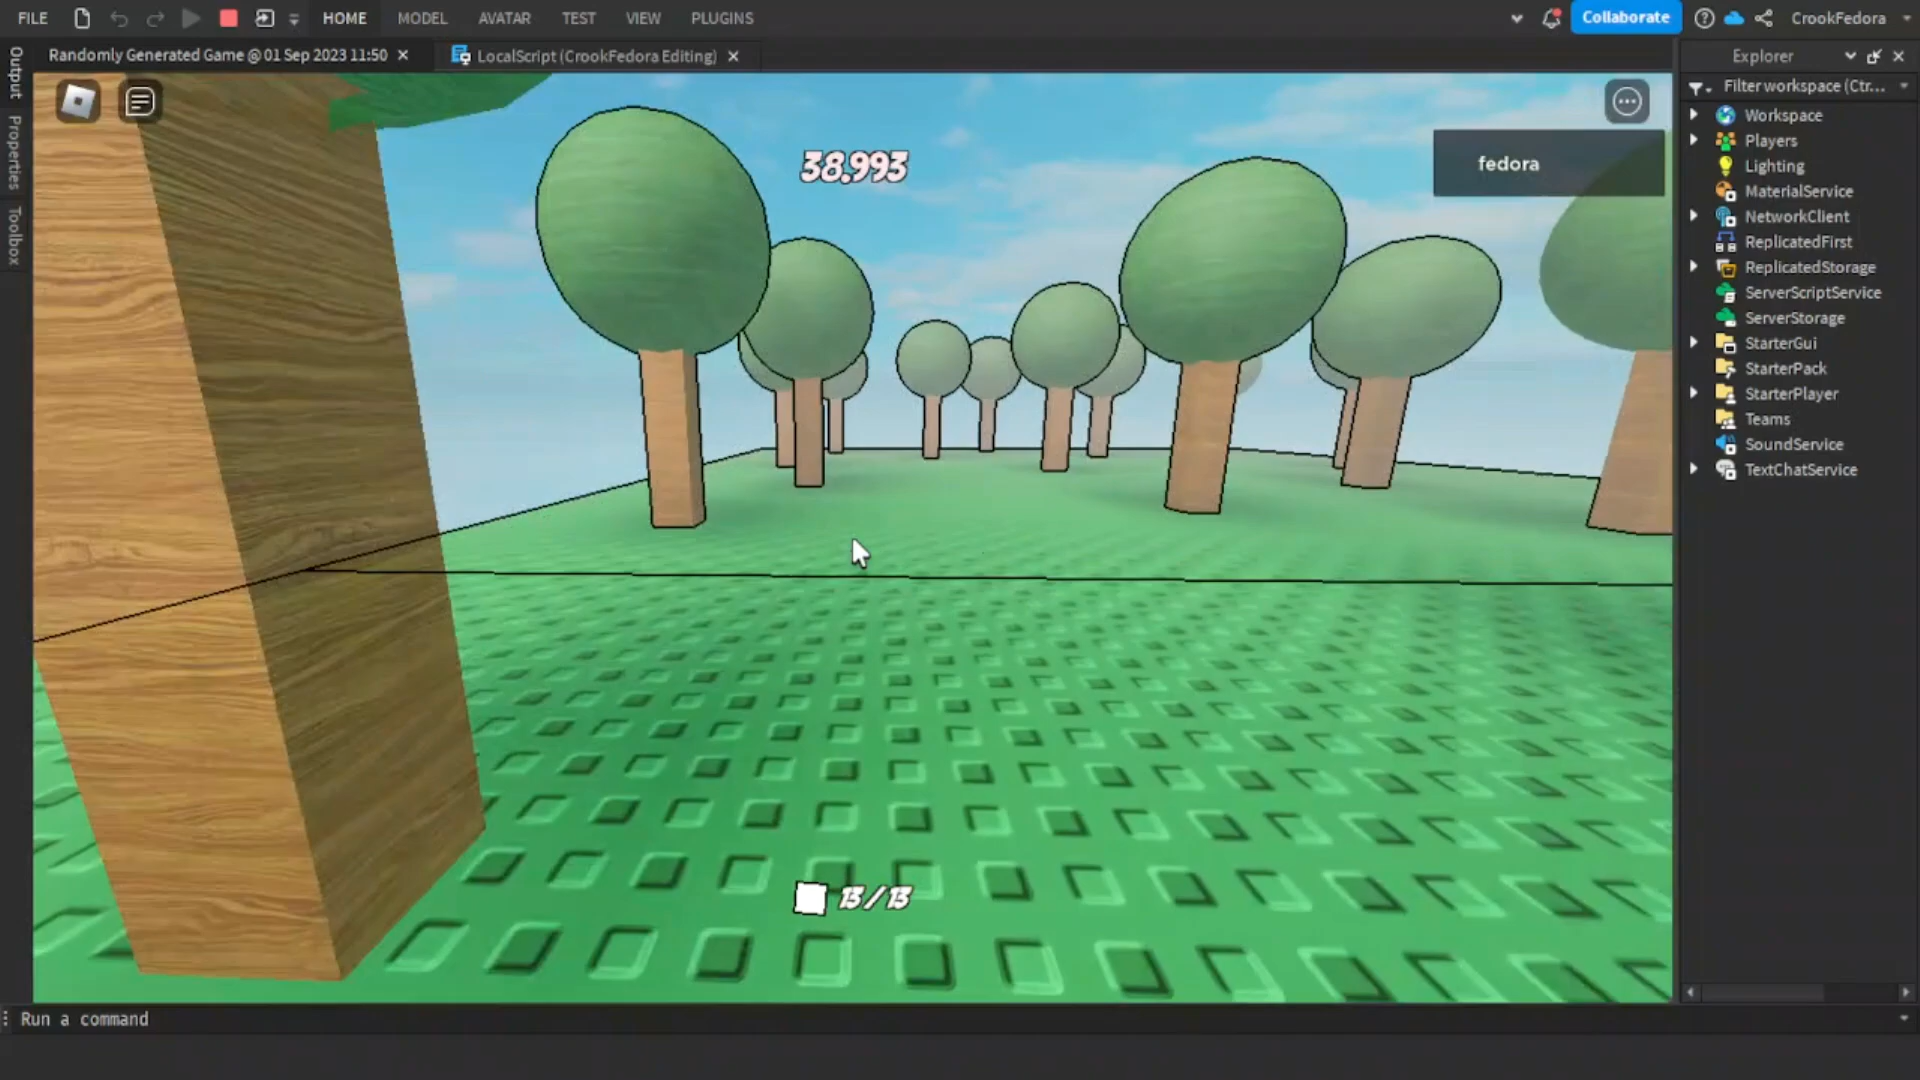 FILE HOME MODEL AVATAR TEST VIEW PLUGINS Collaborate CrookFedora
Randomly Generated Game @ 01 Sep 2023 11:50
LocalScript (CrookFedora Editing)
Explorer
Output
Properties
Toolbox
Filter workspace (Ctr...
Workspace
Players
Lighting
MaterialService
NetworkClient
ReplicatedFirst
ReplicatedStorage
ServerScriptService
ServerStorage
StarterGui
StarterPack
StarterPlayer
Teams
SoundService
TextChatService
38.993
fedora
13/13
Run a command